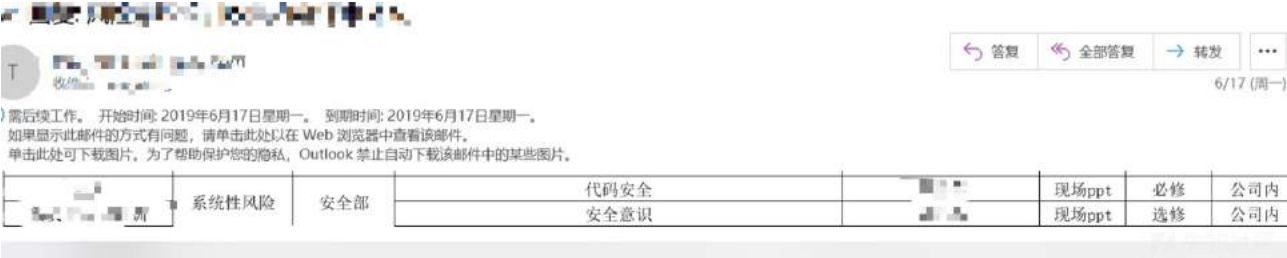 T
答复 全部答复 转发 ...
6/17 (周一)
需后续工作。 开始时间: 2019年6月17日星期一。 到期时间: 2019年6月17日星期一。
如果显示此邮件的方式有问题，请单击此处以在 Web 浏览器中查看该邮件。
单击此处可下载图片。为了帮助保护您的隐私，Outlook 禁止自动下载该邮件中的某些图片。
系统性风险 安全部 代码安全 现场ppt 必修 公司内
安全意识 现场ppt 选修 公司内